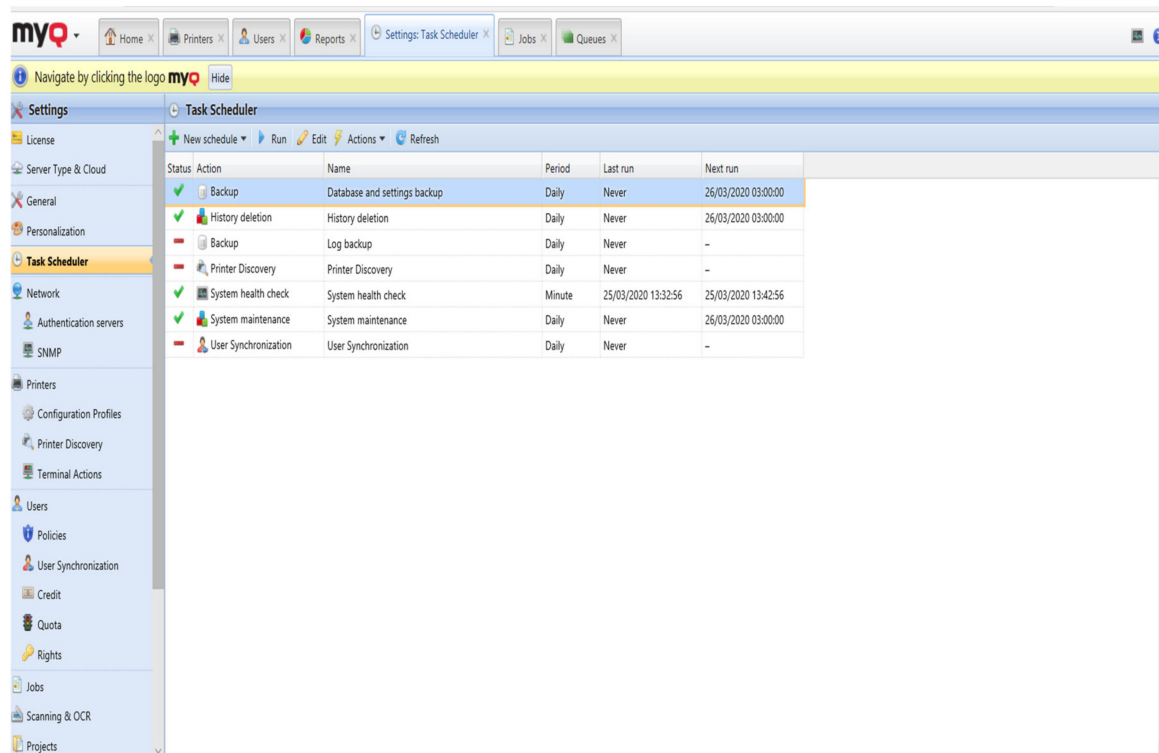 myQ
Home
Printers
Users
Reports
Settings: Task Scheduler
Jobs
Queues
Navigate by clicking the logo myQ Hide
Settings
License
Server Type & Cloud
General
Personalization
Task Scheduler
Network
Authentication servers
SNMP
Printers
Configuration Profiles
Printer Discovery
Terminal Actions
Users
Policies
User Synchronization
Credit
Quota
Rights
Jobs
Scanning & OCR
Projects
Task Scheduler
New schedule Run Edit Actions Refresh
Status Action Name Period Last run Next run
Backup Database and settings backup Daily Never 26/03/2020 03:00:00
History deletion History deletion Daily Never 26/03/2020 03:00:00
Backup Log backup Daily Never –
Printer Discovery Printer Discovery Daily Never –
System health check System health check Minute 25/03/2020 13:32:56 25/03/2020 13:42:56
System maintenance System maintenance Daily Never 26/03/2020 03:00:00
User Synchronization User Synchronization Daily Never –